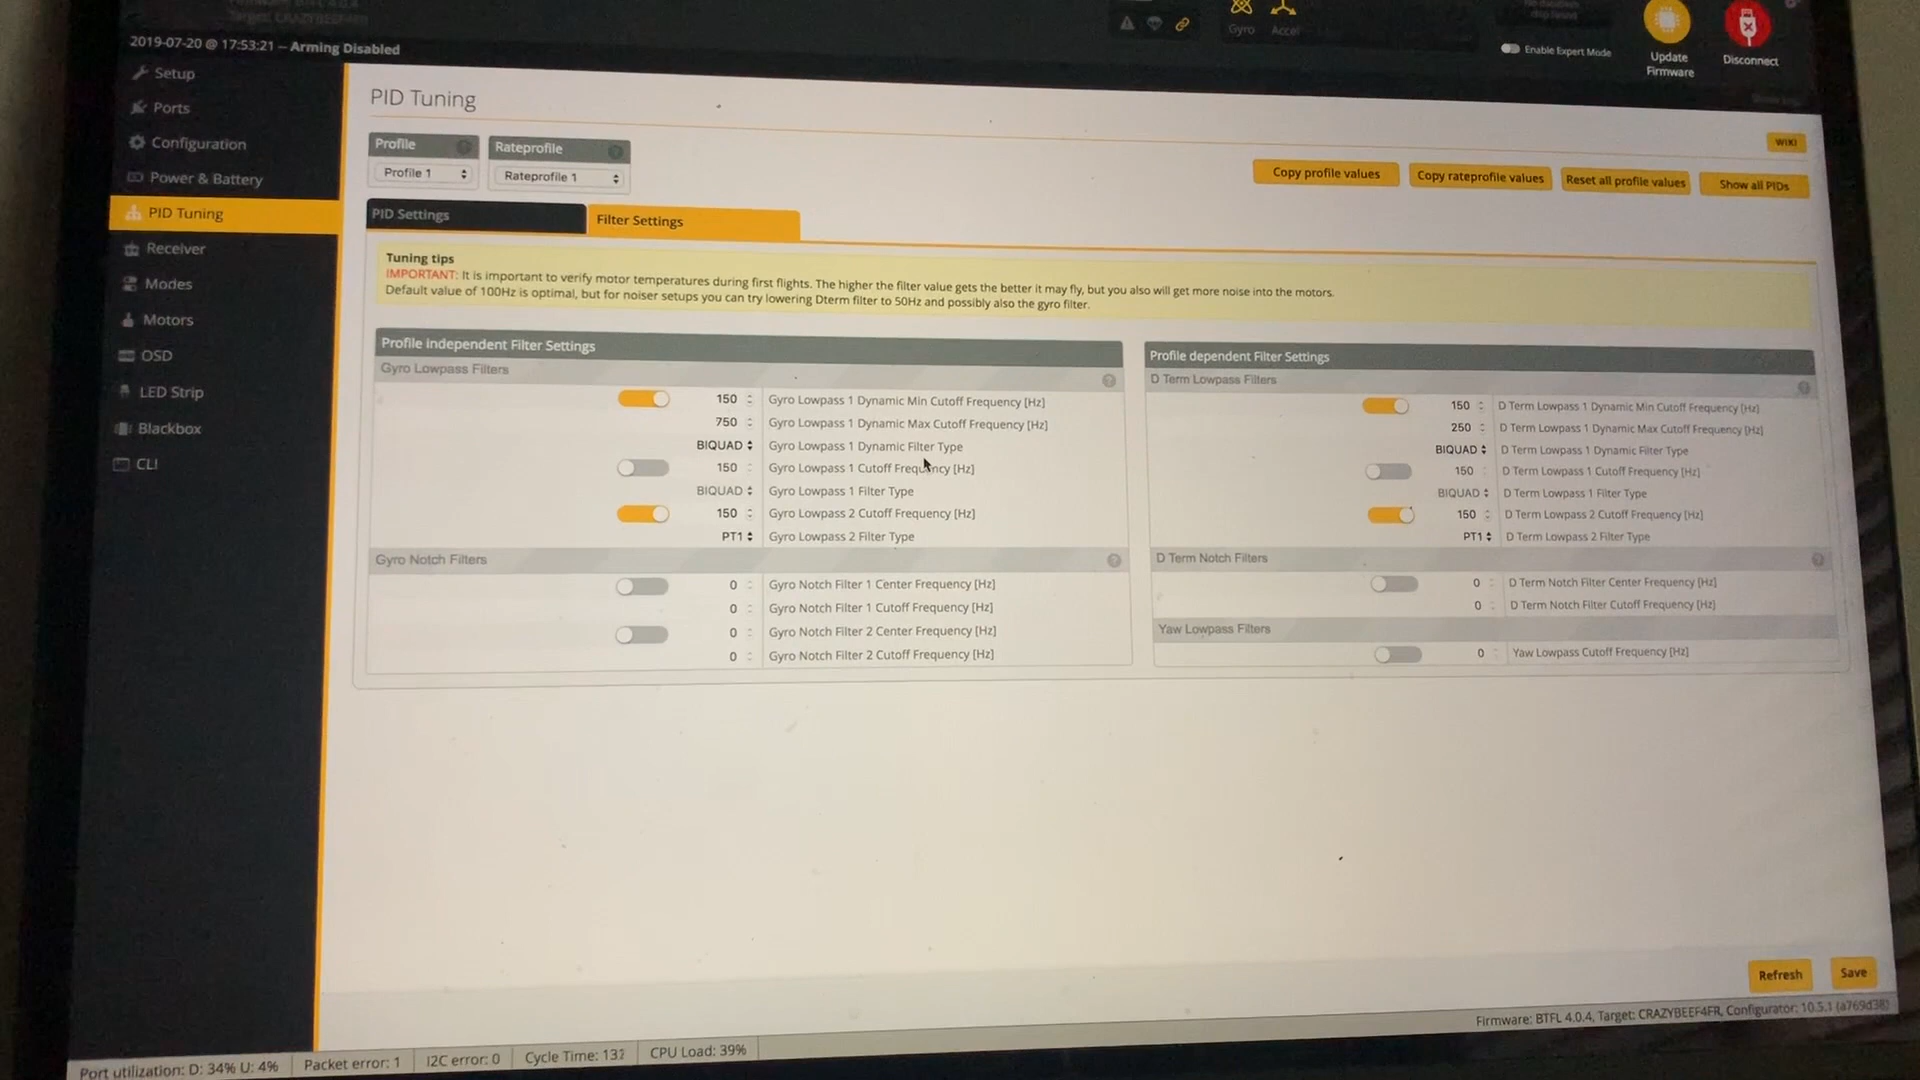 Target: CRAZYBEEF4FR
2019-07-20 @ 17:53:21 -- Arming Disabled
Gyro
Accel
Enable Expert Mode
Update
Firmware
Disconnect
Setup
Ports
Configuration
Power & Battery
PID Tuning
Receiver
Modes
Motors
OSD
LED Strip
Blackbox
CLI
PID Tuning
WIKI
Profile
Profile 1
Rateprofile
Rateprofile 1
Copy profile values
Copy rateprofile values
Reset all profile values
Show all PIDs
PID Settings
Filter Settings
Tuning tips
IMPORTANT: It is important to verify motor temperatures during first flights. The higher the filter value gets the better it may fly, but you also will get more noise into the motors.
Default value of 100Hz is optimal, but for noiser setups you can try lowering Dterm filter to 50Hz and possibly also the gyro filter.
Profile independent Filter Settings
Gyro Lowpass Filters
150 Gyro Lowpass 1 Dynamic Min Cutoff Frequency [Hz]
750 Gyro Lowpass 1 Dynamic Max Cutoff Frequency [Hz]
BIQUAD Gyro Lowpass 1 Dynamic Filter Type
150 Gyro Lowpass 1 Cutoff Frequency [Hz]
BIQUAD Gyro Lowpass 1 Filter Type
150 Gyro Lowpass 2 Cutoff Frequency [Hz]
PT1 Gyro Lowpass 2 Filter Type
Gyro Notch Filters
0 Gyro Notch Filter 1 Center Frequency [Hz]
0 Gyro Notch Filter 1 Cutoff Frequency [Hz]
0 Gyro Notch Filter 2 Center Frequency [Hz]
0 Gyro Notch Filter 2 Cutoff Frequency [Hz]
Profile dependent Filter Settings
D Term Lowpass Filters
150 D Term Lowpass 1 Dynamic Min Cutoff Frequency [Hz]
250 D Term Lowpass 1 Dynamic Max Cutoff Frequency [Hz]
BIQUAD D Term Lowpass 1 Dynamic Filter Type
150 D Term Lowpass 1 Cutoff Frequency [Hz]
BIQUAD D Term Lowpass 1 Filter Type
150 D Term Lowpass 2 Cutoff Frequency [Hz]
PT1 D Term Lowpass 2 Filter Type
D Term Notch Filters
0 D Term Notch Filter Center Frequency [Hz]
0 D Term Notch Filter Cutoff Frequency [Hz]
Yaw Lowpass Filters
0 Yaw Lowpass Cutoff Frequency [Hz]
Refresh
Save
Port utilization: D: 34% U: 4%
Packet error: 1
I2C error: 0
Cycle Time: 132
CPU Load: 39%
Firmware: BTFL 4.0.4, Target: CRAZYBEEF4FR, Configurator: 10.5.1 (a769d38)